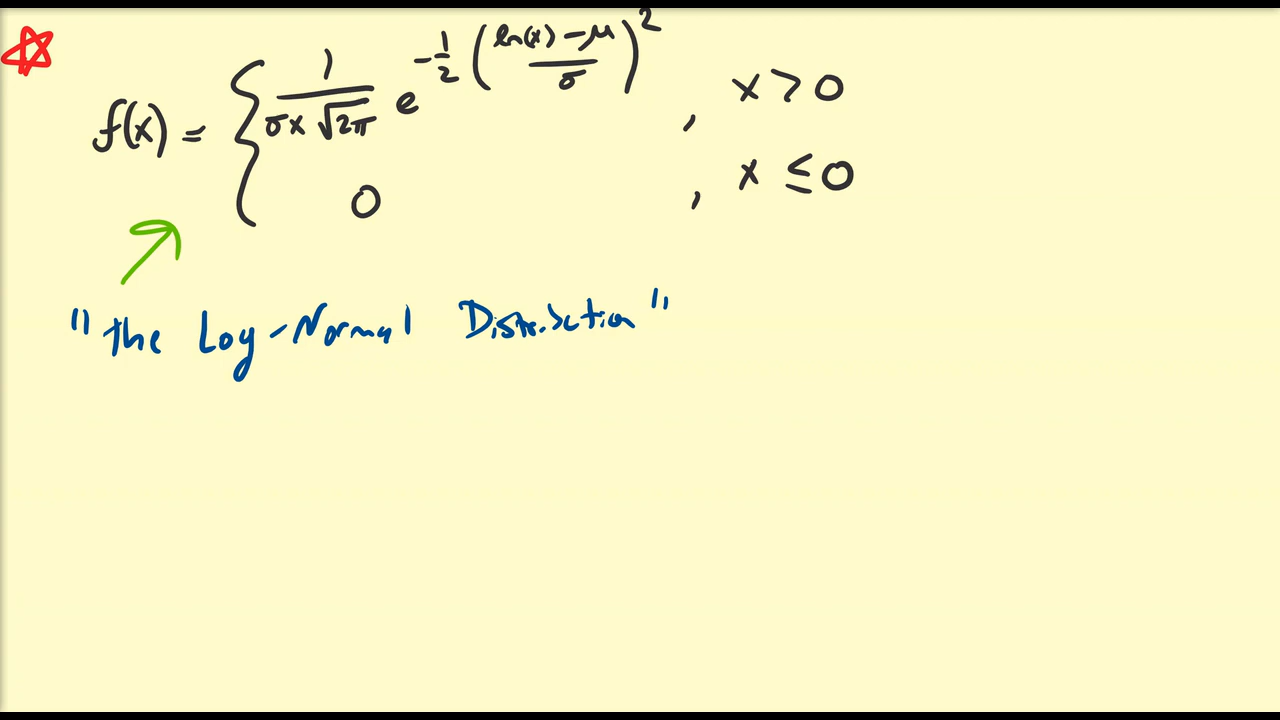 f(x) = { 1/(σx√(2π)) e^(-1/2 ((ln(x) - μ)/σ)^2) , x > 0
0 , x ≤ 0
"the Log-Normal Distribution"